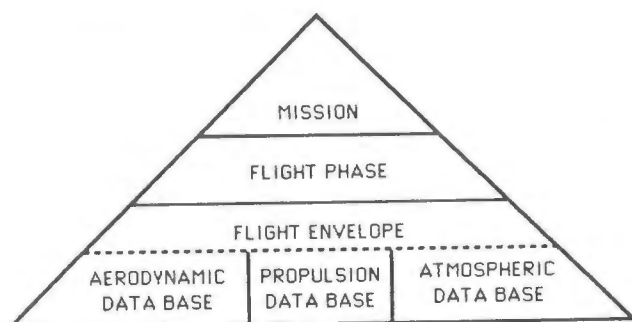 MISSION
FLIGHT PHASE
FLIGHT ENVELOPE
AERODYNAMIC
DATA BASE
PROPULSION
DATA BASE
ATMOSPHERIC
DATA BASE